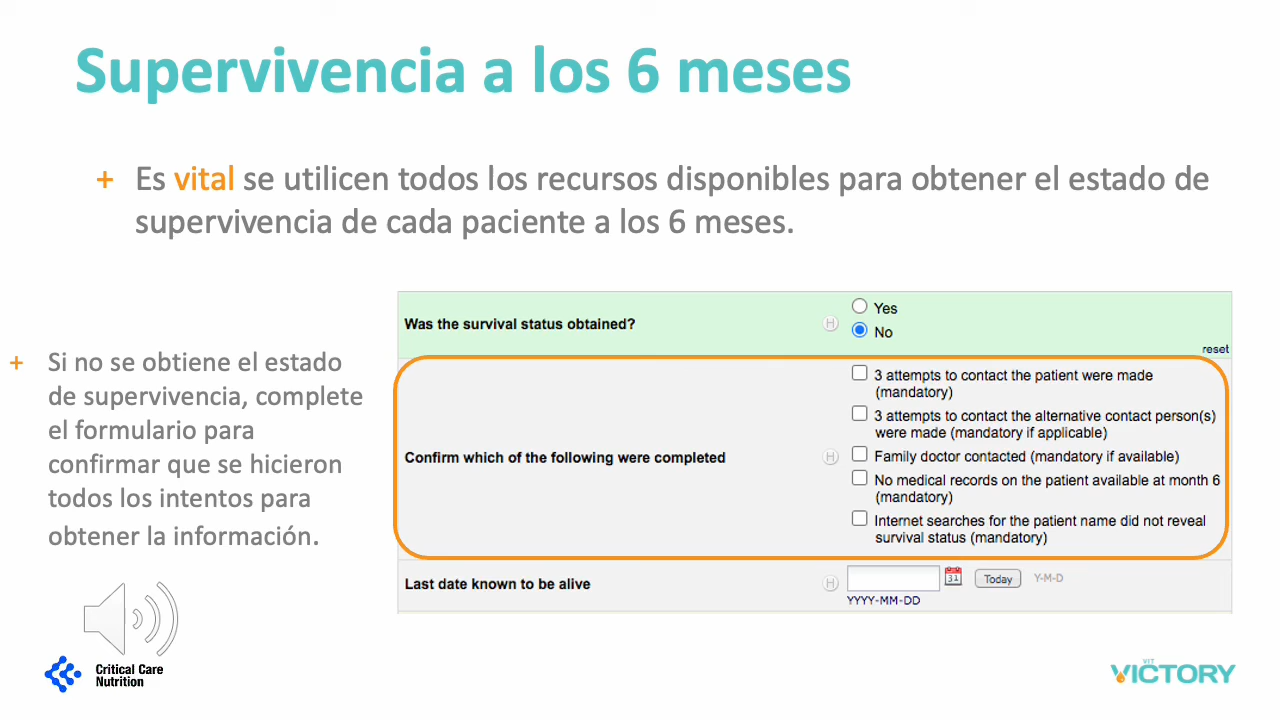 Supervivencia a los 6 meses
+ Es vital se utilicen todos los recursos disponibles para obtener el estado de
supervivencia de cada paciente a los 6 meses.
+ Si no se obtiene el estado
de supervivencia, complete
el formulario para
confirmar que se hicieron
todos los intentos para
obtener la información.
Was the survival status obtained?
H
Yes
No
reset
Confirm which of the following were completed
H
3 attempts to contact the patient were made
(mandatory)
3 attempts to contact the alternative contact person(s)
were made (mandatory if applicable)
Family doctor contacted (mandatory if available)
No medical records on the patient available at month 6
(mandatory)
Internet searches for the patient name did not reveal
survival status (mandatory)
Last date known to be alive
H
31
Today
Y-M-D
YYYY-MM-DD
Critical Care
Nutrition
VIT
VICTORY